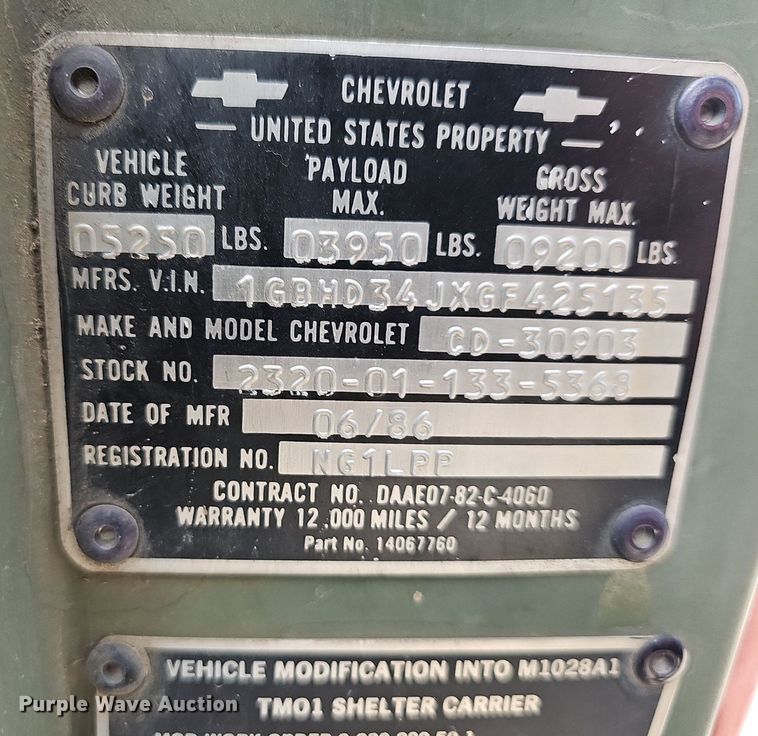 CHEVROLET
UNITED STATES PROPERTY
VEHICLE CURB WEIGHT
PAYLOAD MAX.
GROSS WEIGHT MAX.
05250 LBS. 03950 LBS. 09200 LBS.
MFRS. V.I.N. 1GBHD34JXGF425135
MAKE AND MODEL CHEVROLET CD-30903
STOCK NO. 2320-01-133-5368
DATE OF MFR 06/86
REGISTRATION NO. NG1LPP
CONTRACT NO. DAAE07-82-C-4060
WARRANTY 12,000 MILES / 12 MONTHS
Part No. 14067760
VEHICLE MODIFICATION INTO M1028A1
TMO1 SHELTER CARRIER
Purple Wave Auction
MOD WORK ORDER